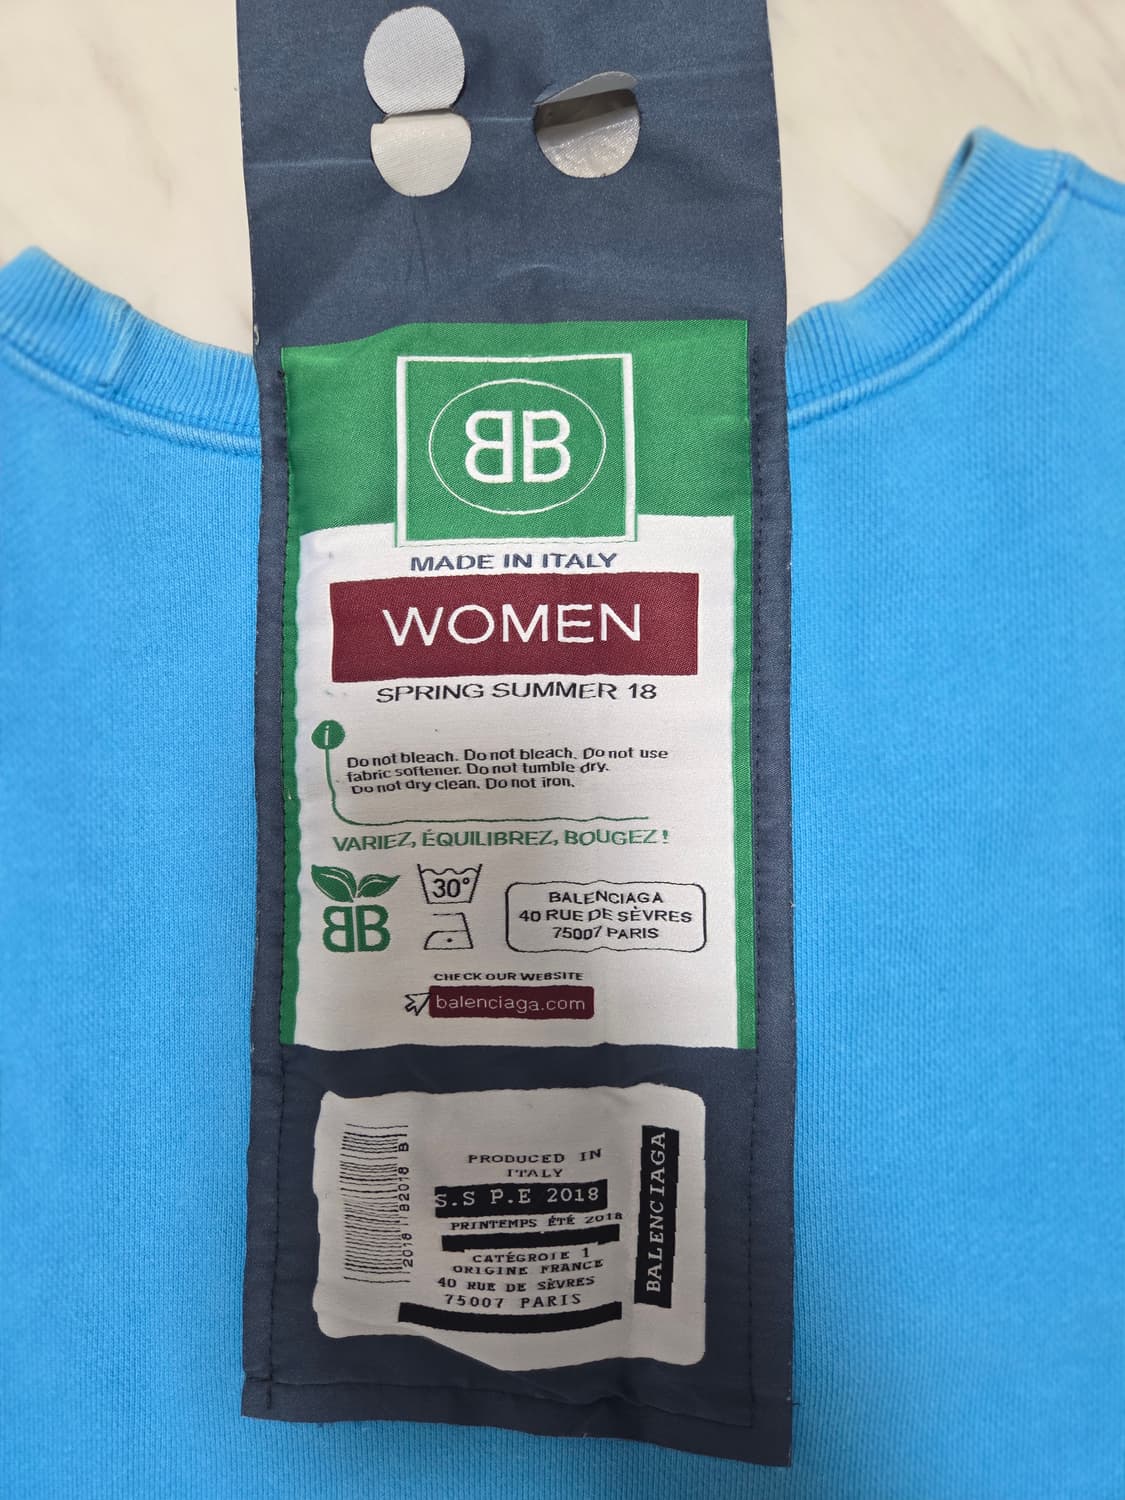 BB
MADE IN ITALY
WOMEN
SPRING SUMMER 18
i
Do not bleach. Do not bleach. Do not use
fabric softener. Do not tumble dry.
Do not dry clean. Do not iron.
VARIEZ, ÉQUILIBREZ, BOUGEZ !
BB
30°
BALENCIAGA
40 RUE DE SÈVRES
75007 PARIS
CHECK OUR WEBSITE
balenciaga.com
2018 B2018 B
PRODUCED IN
ITALY
S.S P.E 2018
PRINTEMPS ÉTÉ 2018
CATÉGROIE 1
ORIGINE FRANCE
40 RUE DE SÈVRES
75007 PARIS
BALENCIAGA